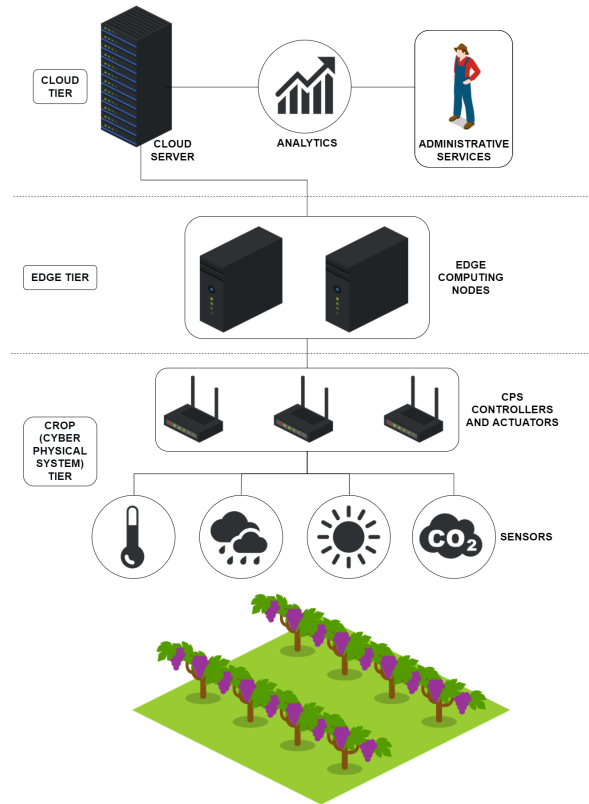 CLOUD
TIER
CLOUD
SERVER
ANALYTICS
ADMINISTRATIVE
SERVICES
EDGE TIER
EDGE
COMPUTING
NODES
CROP
(CYBER
PHYSICAL
SYSTEM)
TIER
CPS
CONTROLLERS
AND ACTUATORS
CO2
SENSORS